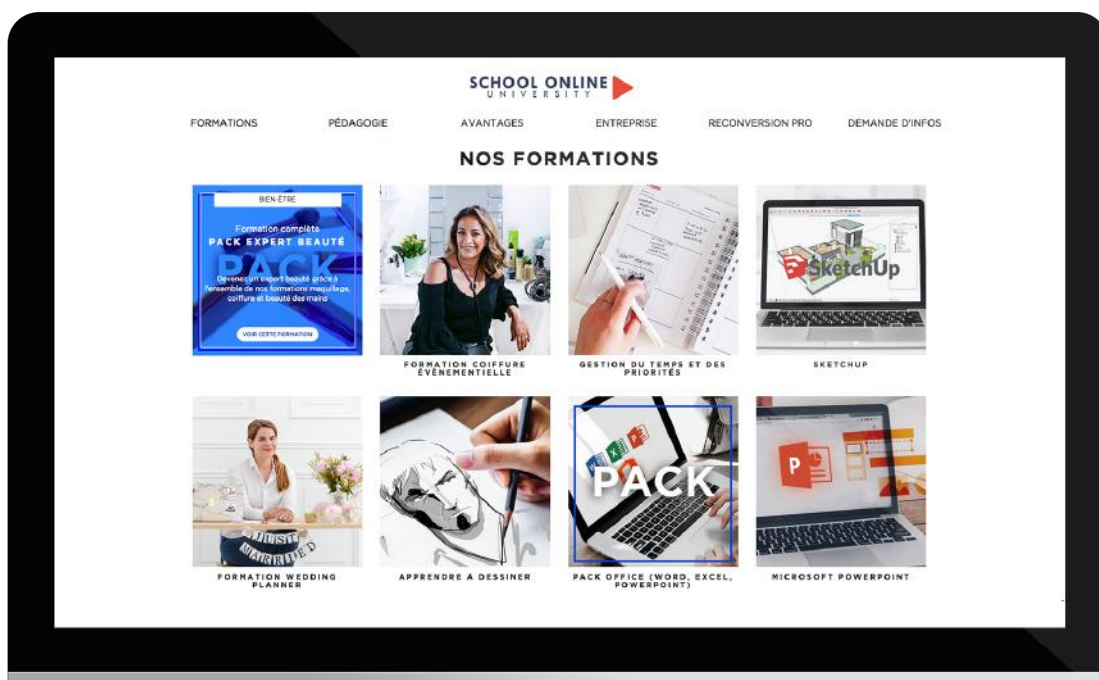 SCHOOL ONLINE
UNIVERSITY
FORMATIONS PÉDAGOGIE AVANTAGES ENTREPRISE RECONVERSION PRO DEMANDE D'INFOS
NOS FORMATIONS
BIEN-ÊTRE
Formation complète
PACK EXPERT BEAUTÉ
PACK
Devenez un expert beauté grâce à
l'ensemble de nos formations maquillage,
coiffure et beauté des mains
VOIR CETTE FORMATION
FORMATION COIFFURE
ÉVÈNEMENTIELLE
GESTION DU TEMPS ET DES
PRIORITÉS
SketchUp
SKETCHUP
JUST
MARRIED
FORMATION WEDDING
PLANNER
APPRENDRE A DESSINER
W X P
PACK
PACK OFFICE (WORD, EXCEL,
POWERPOINT)
P
MICROSOFT POWERPOINT